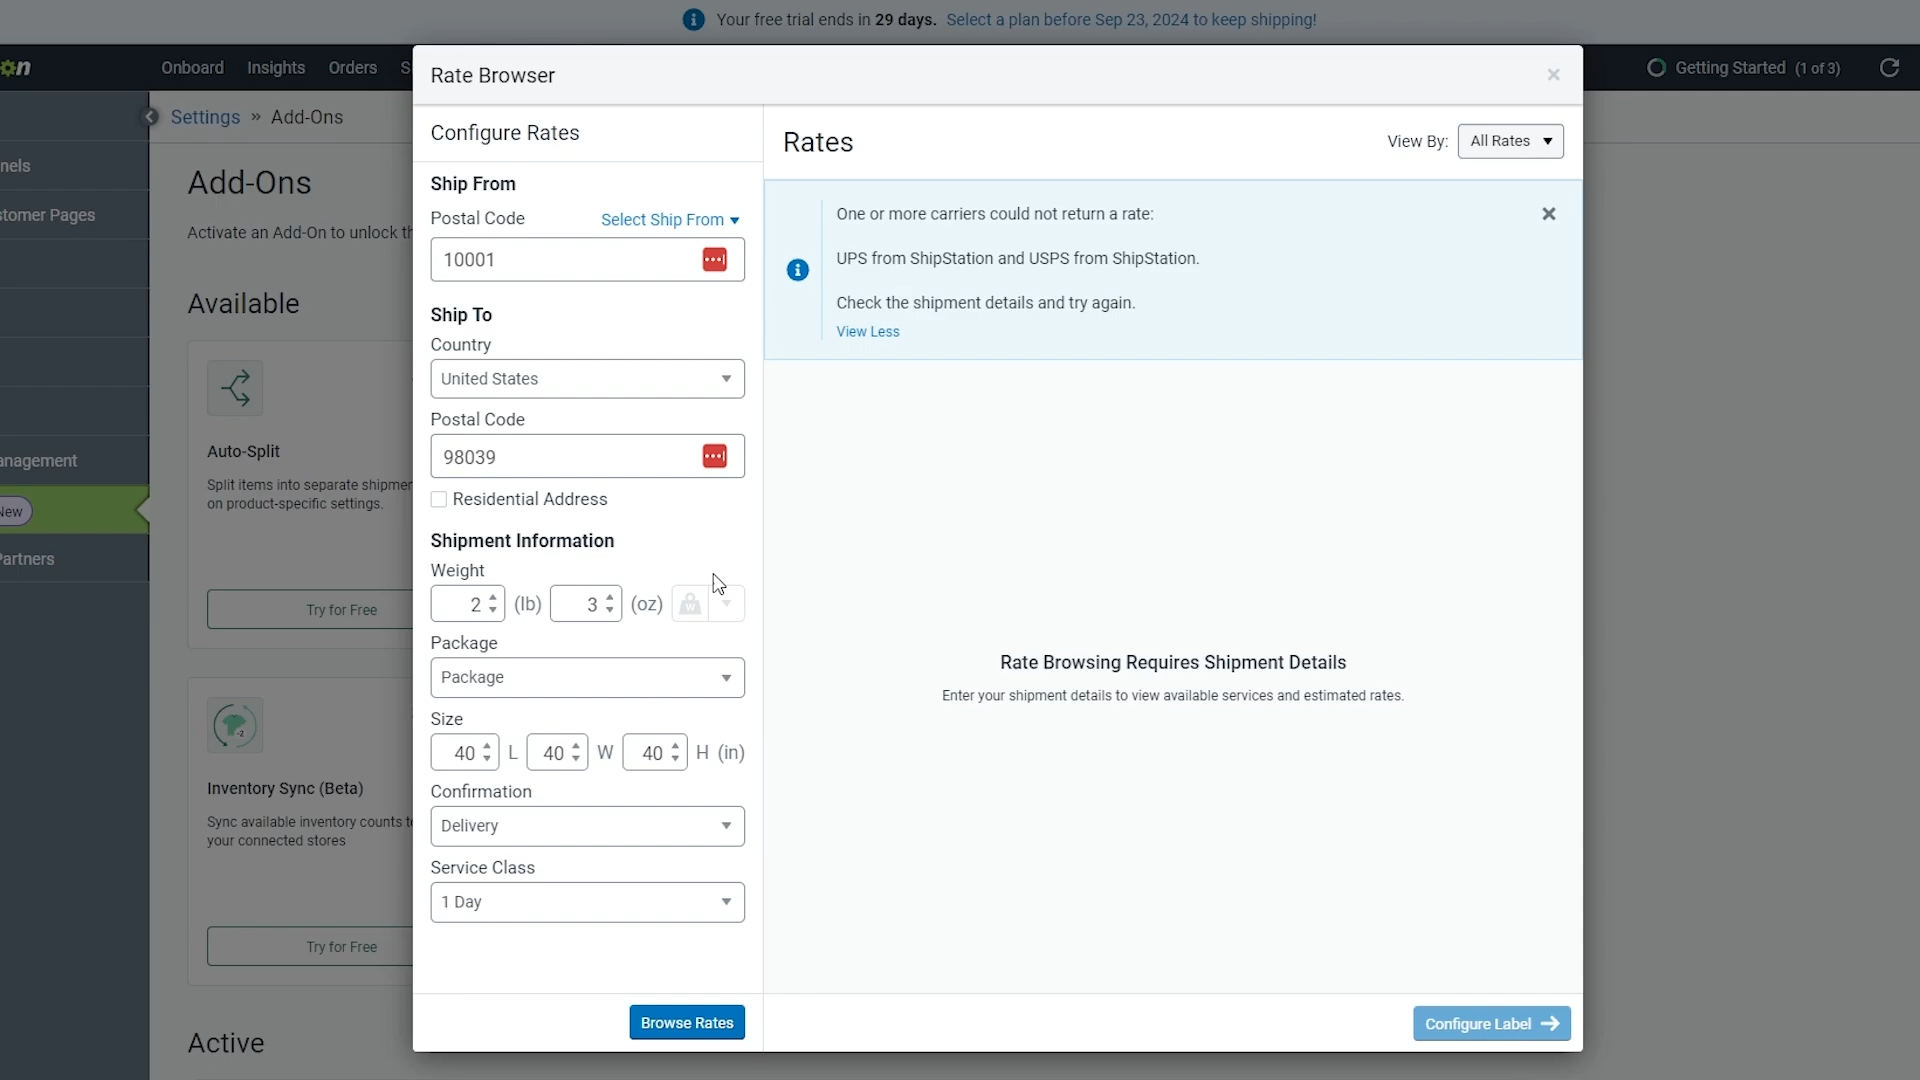 Your free trial ends in 29 days. Select a plan before Sep 23, 2024 to keep shipping!
on
Onboard Insights Orders S
Getting Started (1 of 3)
Settings » Add-Ons
nels
stomer Pages
anagement
New
Partners
Add-Ons
Activate an Add-On to unlock th
Available
Auto-Split
Split items into separate shipmen
on product-specific settings.
Try for Free
Inventory Sync (Beta)
Sync available inventory counts t
your connected stores
Try for Free
Active
Rate Browser
Configure Rates
Ship From
Postal Code Select Ship From
10001
Ship To
Country
United States
Postal Code
98039
Residential Address
Shipment Information
Weight
2 (lb) 3 (oz)
Package
Package
Size
40 L 40 W 40 H (in)
Confirmation
Delivery
Service Class
1 Day
Browse Rates
Rates
View By: All Rates
One or more carriers could not return a rate:
UPS from ShipStation and USPS from ShipStation.
Check the shipment details and try again.
View Less
Rate Browsing Requires Shipment Details
Enter your shipment details to view available services and estimated rates.
Configure Label